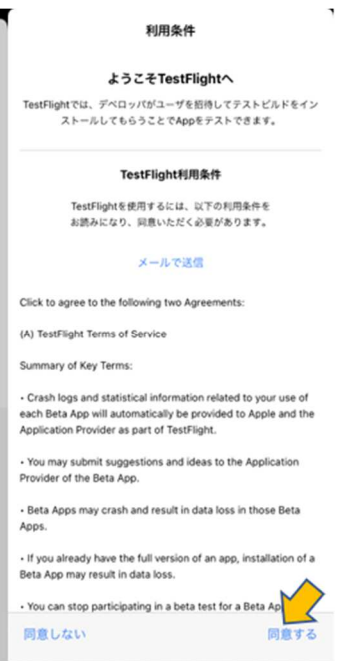 利用条件
ようこそTestFlightへ
TestFlightでは、デベロッパがユーザを招待してテストビルドをイン
ストールしてもらうことでAppをテストできます。
TestFlight利用条件
TestFlightを使用するには、以下の利用条件を
お読みになり、同意いただく必要があります。
メールで送信
Click to agree to the following two Agreements:
(A) TestFlight Terms of Service
Summary of Key Terms:
• Crash logs and statistical information related to your use of
each Beta App will automatically be provided to Apple and the
Application Provider as part of TestFlight.
• You may submit suggestions and ideas to the Application
Provider of the Beta App.
• Beta Apps may crash and result in data loss in those Beta
Apps.
• If you already have the full version of an app, installation of a
Beta App may result in data loss.
• You can stop participating in a beta test for a Beta
同意しない
同意する